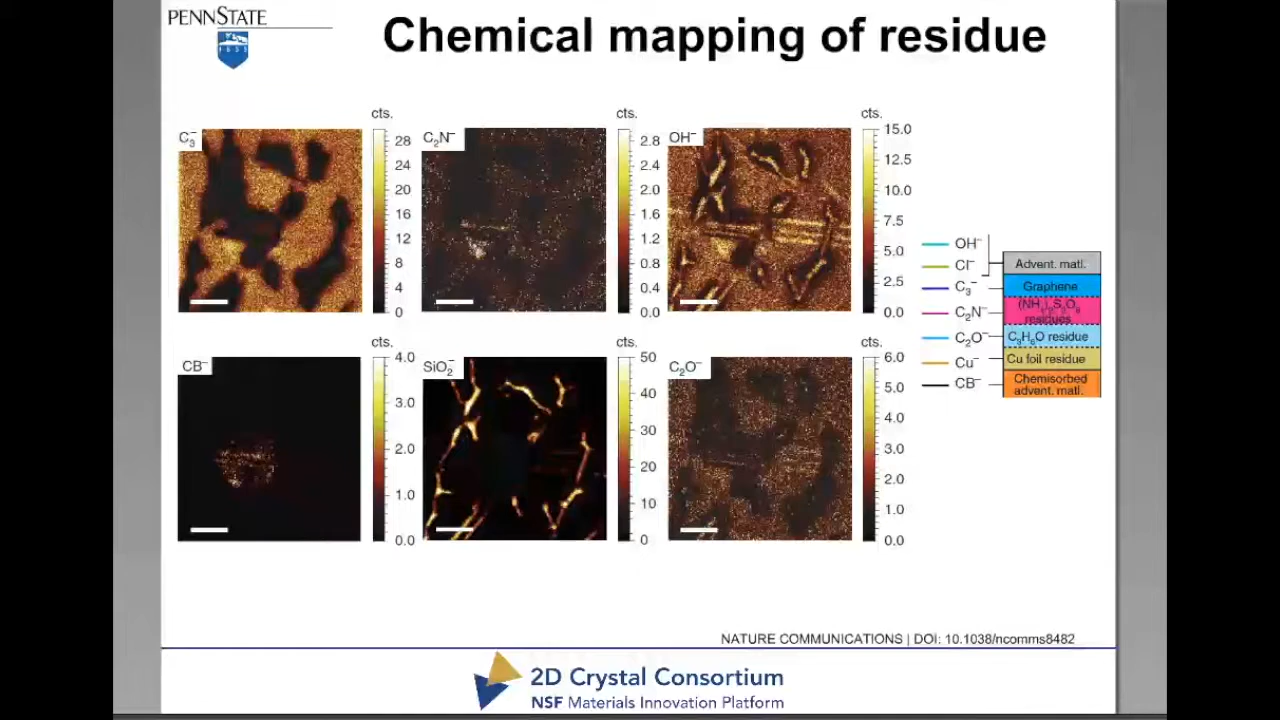 PENNSTATE
1855
Chemical mapping of residue
cts.
C₃⁻
28
24
20
16
12
8
4
0
cts.
C₂N⁻
2.8
2.4
2.0
1.6
1.2
0.8
0.4
0.0
cts.
OH⁻
15.0
12.5
10.0
7.5
5.0
2.5
0.0
cts.
CB⁻
4.0
3.0
2.0
1.0
0.0
cts.
SiO₂⁻
50
40
30
20
10
0
cts.
C₂O⁻
6.0
5.0
4.0
3.0
2.0
1.0
0.0
OH⁻
Cl⁻
C₃⁻
C₂N⁻
C₂O⁻
Cu⁻
CB⁻
Advent. matl.
Graphene
residues
C₃H₆O residue
Cu foil residue
Chemisorbed
advent. matl.
NATURE COMMUNICATIONS | DOI: 10.1038/ncomms8482
2D Crystal Consortium
NSF Materials Innovation Platform